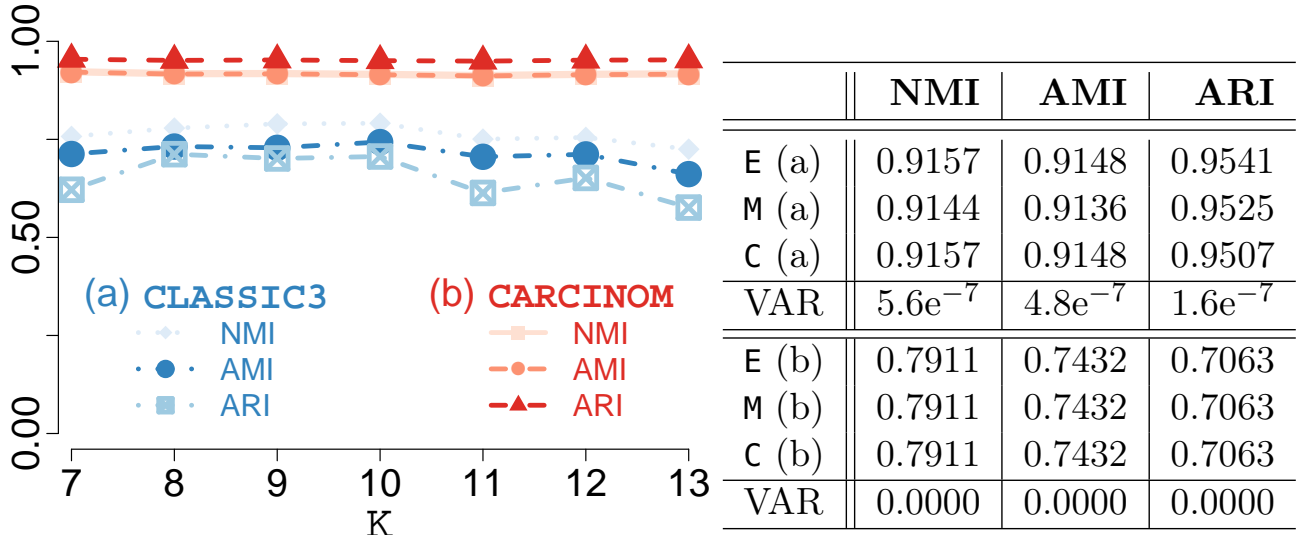 1.00
0.50
0.00
(a) CLASSIC3
NMI
AMI
ARI
(b) CARCINOM
NMI
AMI
ARI
7 8 9 10 11 12 13
K
NMI AMI ARI
E (a) 0.9157 0.9148 0.9541
M (a) 0.9144 0.9136 0.9525
C (a) 0.9157 0.9148 0.9507
VAR 5.6e⁻⁷ 4.8e⁻⁷ 1.6e⁻⁷
E (b) 0.7911 0.7432 0.7063
M (b) 0.7911 0.7432 0.7063
C (b) 0.7911 0.7432 0.7063
VAR 0.0000 0.0000 0.0000